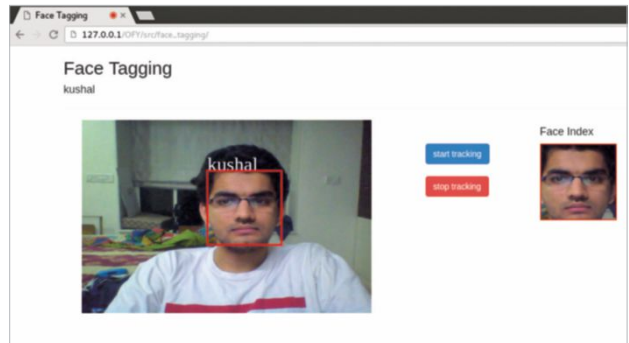 Face Tagging
127.0.0.1/OFY/src/face_tagging/
Face Tagging
kushal
kushal
start tracking
stop tracking
Face Index